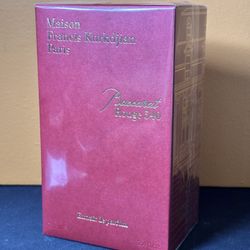 Maison
Francis Kurkdjian
Paris
Baccarat
Rouge 540
Extrait de parfum